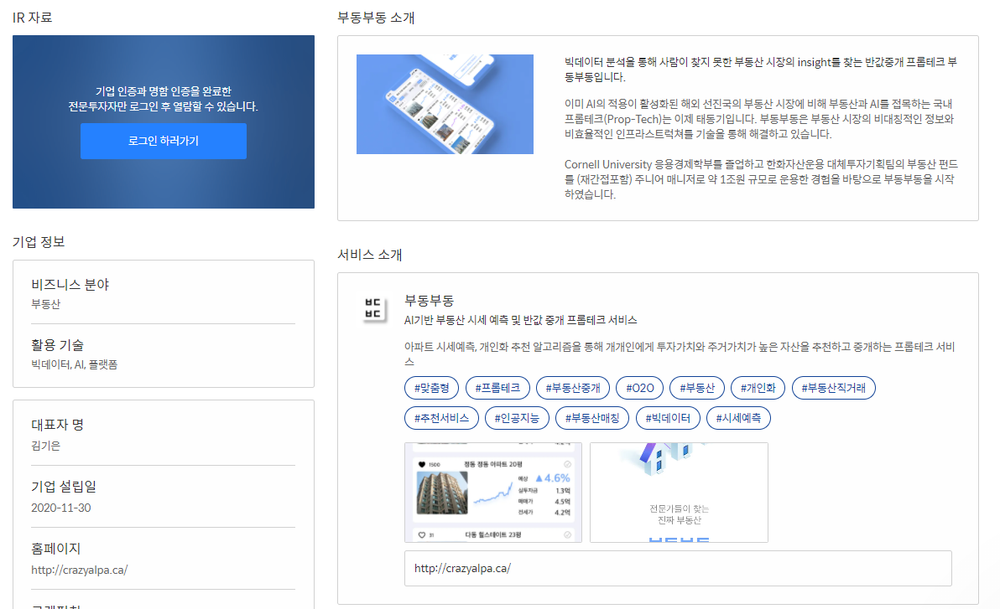 IR 자료
기업 인증과 명함 인증을 완료한
전문투자자만 로그인 후 열람할 수 있습니다.
로그인 하러가기
기업 정보
비즈니스 분야
부동산
활용 기술
빅데이터, AI, 플랫폼
대표자 명
김기은
기업 설립일
2020-11-30
홈페이지
http://crazyalpa.ca/
부동부동 소개
빅데이터 분석을 통해 사람이 찾지 못한 부동산 시장의 insight를 찾는 반값중개 프롭테크 부
동부동입니다.
이미 AI의 적용이 활성화된 해외 선진국의 부동산 시장에 비해 부동산과 AI를 접목하는 국내
프롭테크(Prop-Tech)는 이제 태동기입니다. 부동부동은 부동산 시장의 비대칭적인 정보와
비효율적인 인프라스트럭쳐를 기술을 통해 해결하고 있습니다.
Cornell University 응용경제학부를 졸업하고 한화자산운용 대체투자기획팀의 부동산 펀드
를 (재간접포함) 주니어 매니저로 약 1조원 규모로 운용한 경험을 바탕으로 부동부동을 시작
하였습니다.
서비스 소개
ㅂㄷ
ㅂㄷ
부동부동
AI기반 부동산 시세 예측 및 반값 중개 프롭테크 서비스
아파트 시세예측, 개인화 추천 알고리즘을 통해 개개인에게 투자가치와 주거가치가 높은 자산을 추천하고 중개하는 프롭테크 서비
스
#맞춤형 #프롭테크 #부동산중개 #O2O #부동산 #개인화 #부동산직거래
#추천서비스 #인공지능 #부동산매칭 #빅데이터 #시세예측
1500 정동 정동 아파트 20평
예상 ▲4.6%
실투자금 1.3억
매매가 4.5억
전세가 4.2억
31 다동 힐스테이트 23평
전문가들이 찾는
진짜 부동산
http://crazyalpa.ca/